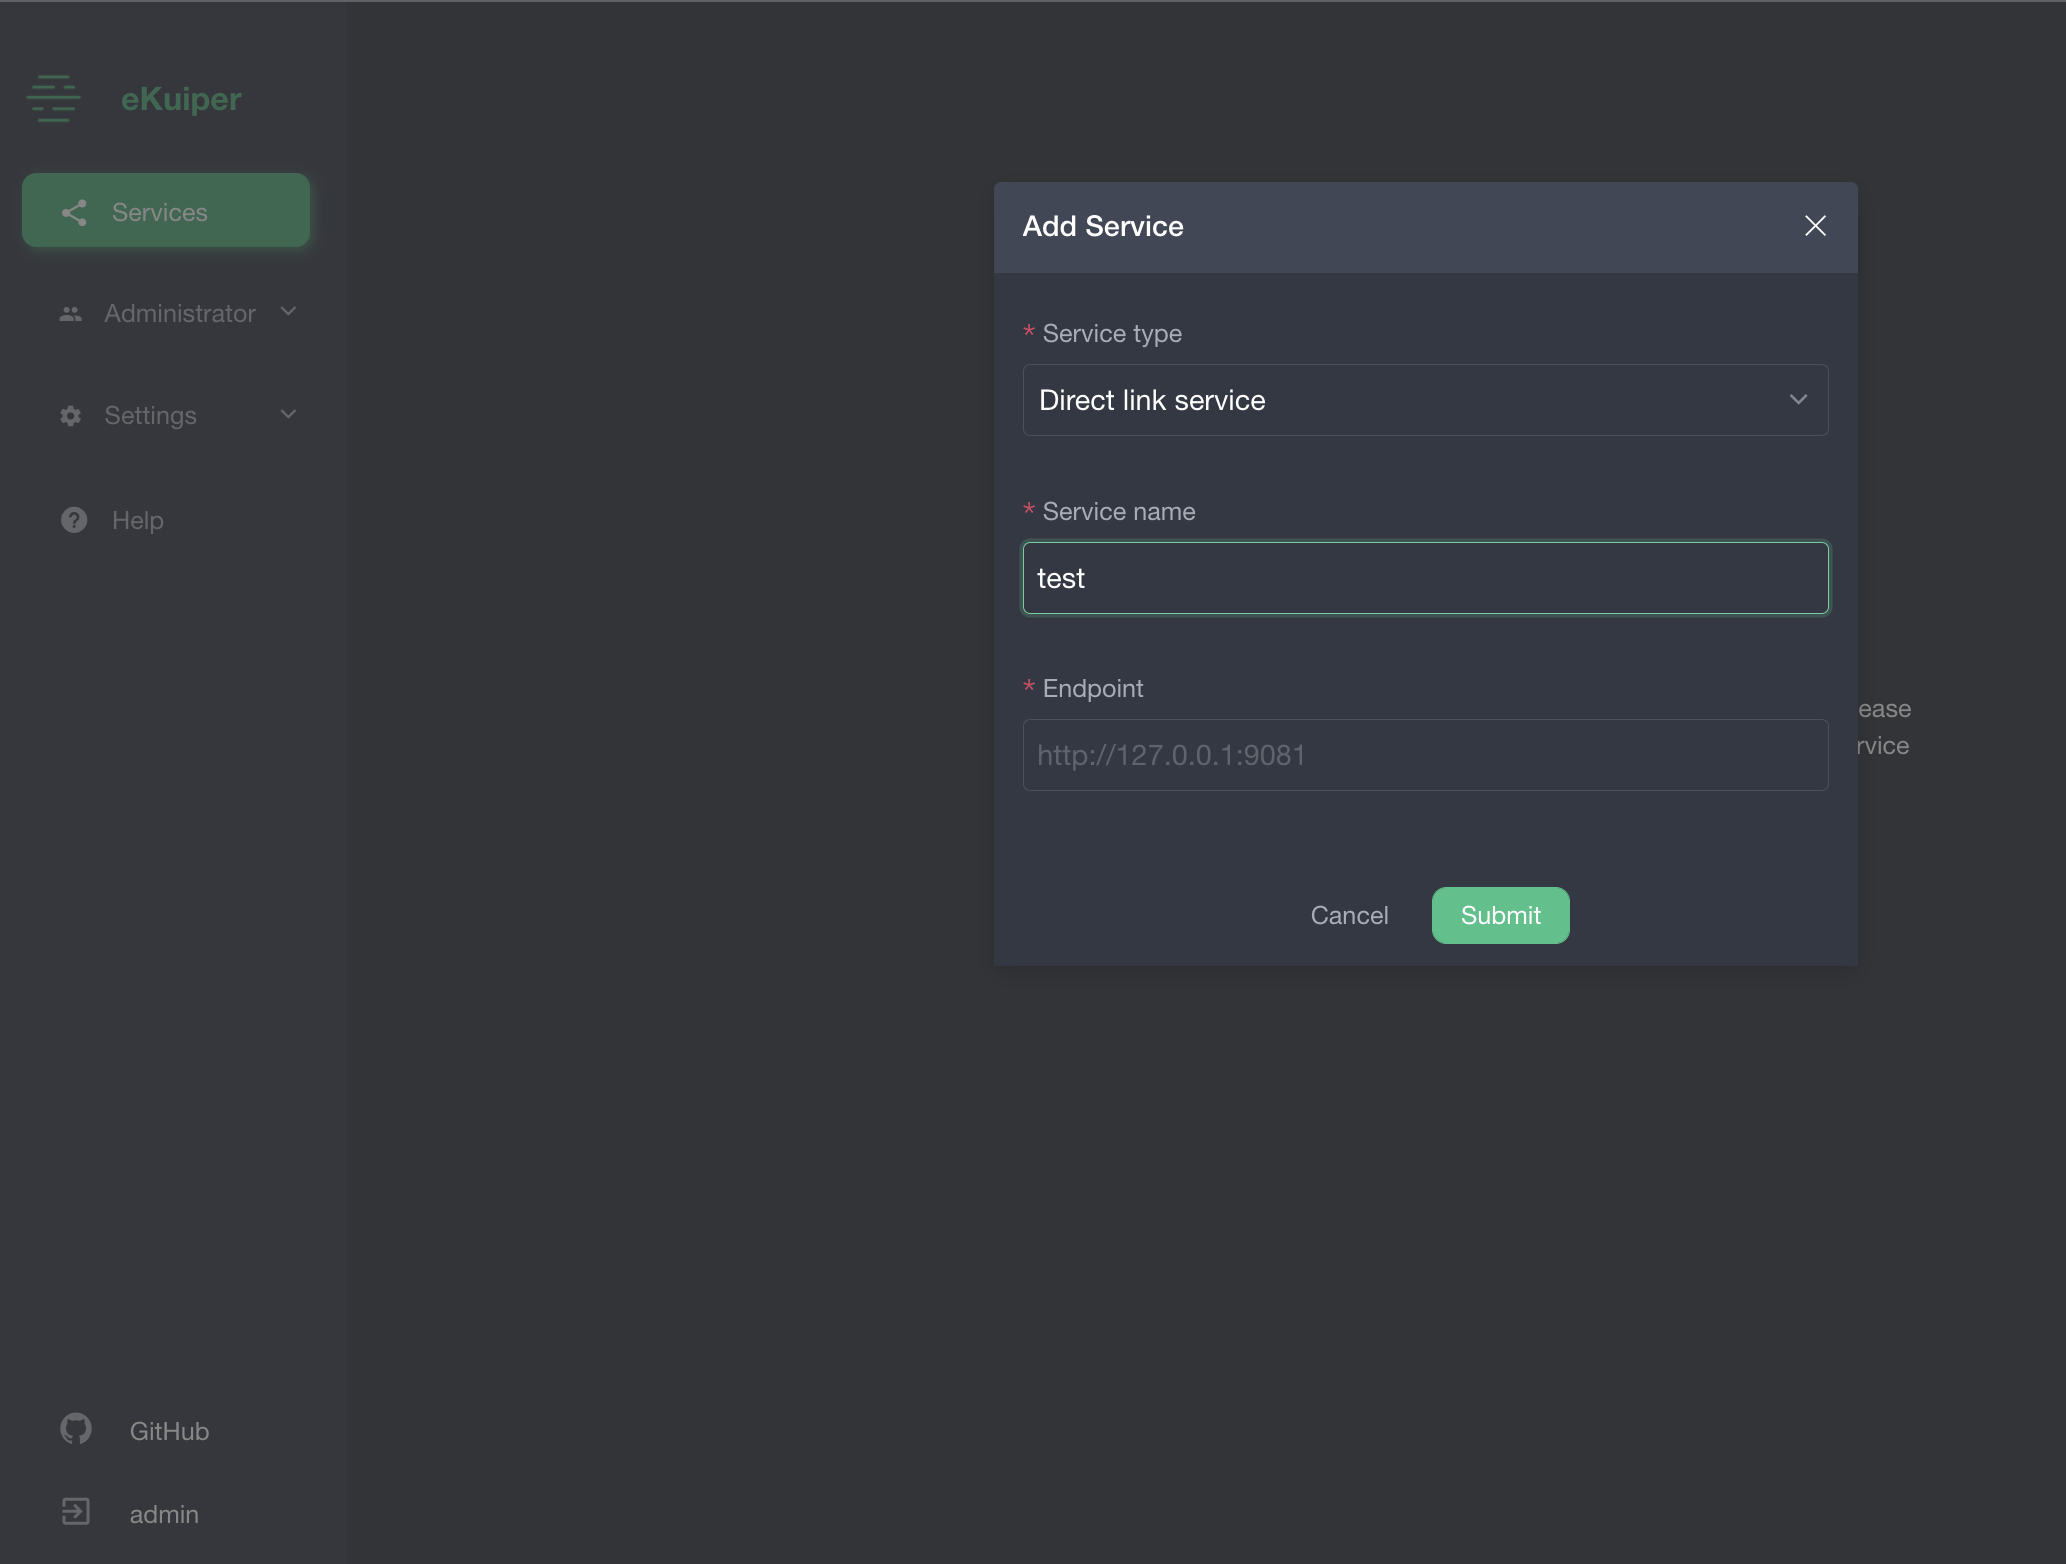 eKuiper
Services
Administrator
Settings
Help
GitHub
admin
Add Service
* Service type
Direct link service
* Service name
test
* Endpoint
http://127.0.0.1:9081
Cancel
Submit
ease
rvice